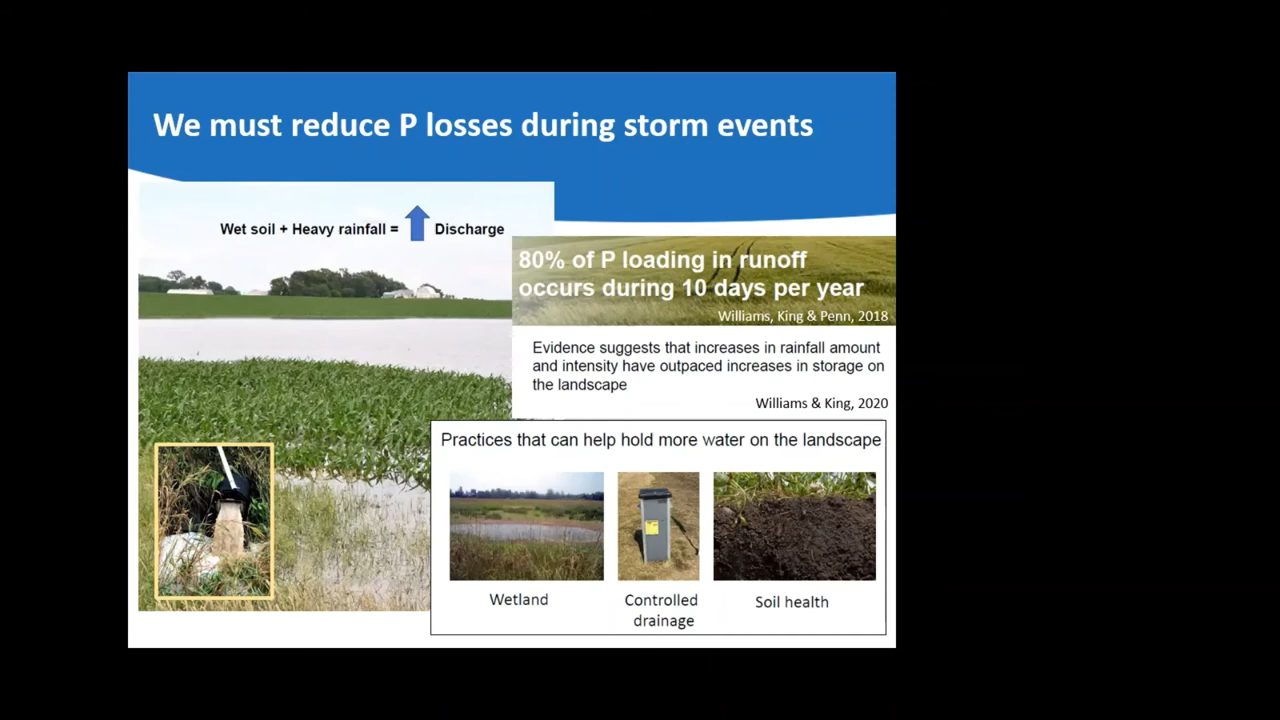 We must reduce P losses during storm events
Wet soil + Heavy rainfall = Discharge
80% of P loading in runoff
occurs during 10 days per year
Williams, King & Penn, 2018
Evidence suggests that increases in rainfall amount
and intensity have outpaced increases in storage on
the landscape
Williams & King, 2020
Practices that can help hold more water on the landscape
Wetland
Controlled
drainage
Soil health